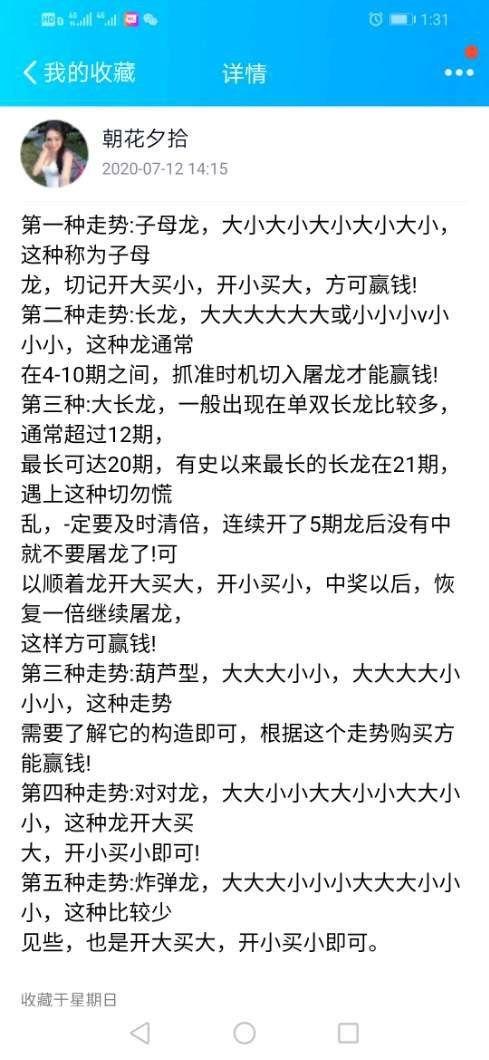 1:31
我的收藏
详情
朝花夕拾
2020-07-12 14:15
第一种走势:子母龙，大小大小大小大小大小，
这种称为子母
龙，切记开大买小，开小买大，方可赢钱!
第二种走势:长龙，大大大大大大或小小小v小
小小，这种龙通常
在4-10期之间，抓准时机切入屠龙才能赢钱!
第三种:大长龙，一般出现在单双长龙比较多，
通常超过12期，
最长可达20期，有史以来最长的长龙在21期，
遇上这种切勿慌
乱，-定要及时清倍，连续开了5期龙后没有中
就不要屠龙了!可
以顺着龙开大买大，开小买小，中奖以后，恢
复一倍继续屠龙，
这样方可赢钱!
第三种走势:葫芦型，大大大小小，大大大大小
小小，这种走势
需要了解它的构造即可，根据这个走势购买方
能赢钱!
第四种走势:对对龙，大大小小大大小小大大小
小，这种龙开大买
大，开小买小即可!
第五种走势:炸弹龙，大大大小小小大大大小小
小，这种比较少
见些，也是开大买大，开小买小即可。
收藏于星期日